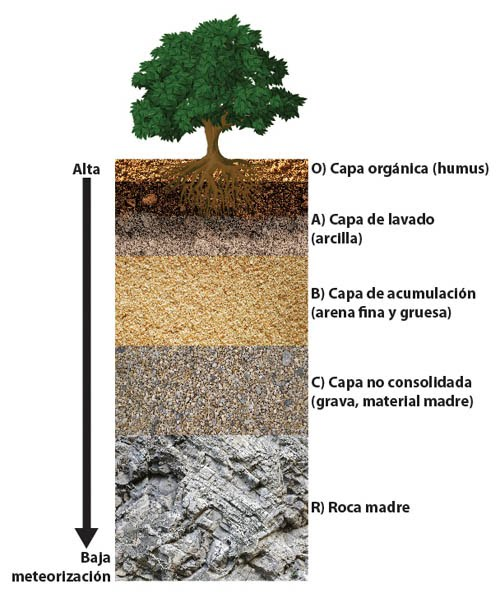 Alta
O) Capa orgánica (humus)
A) Capa de lavado
(arcilla)
B) Capa de acumulación
(arena fina y gruesa)
C) Capa no consolidada
(grava, material madre)
R) Roca madre
Baja
meteorización